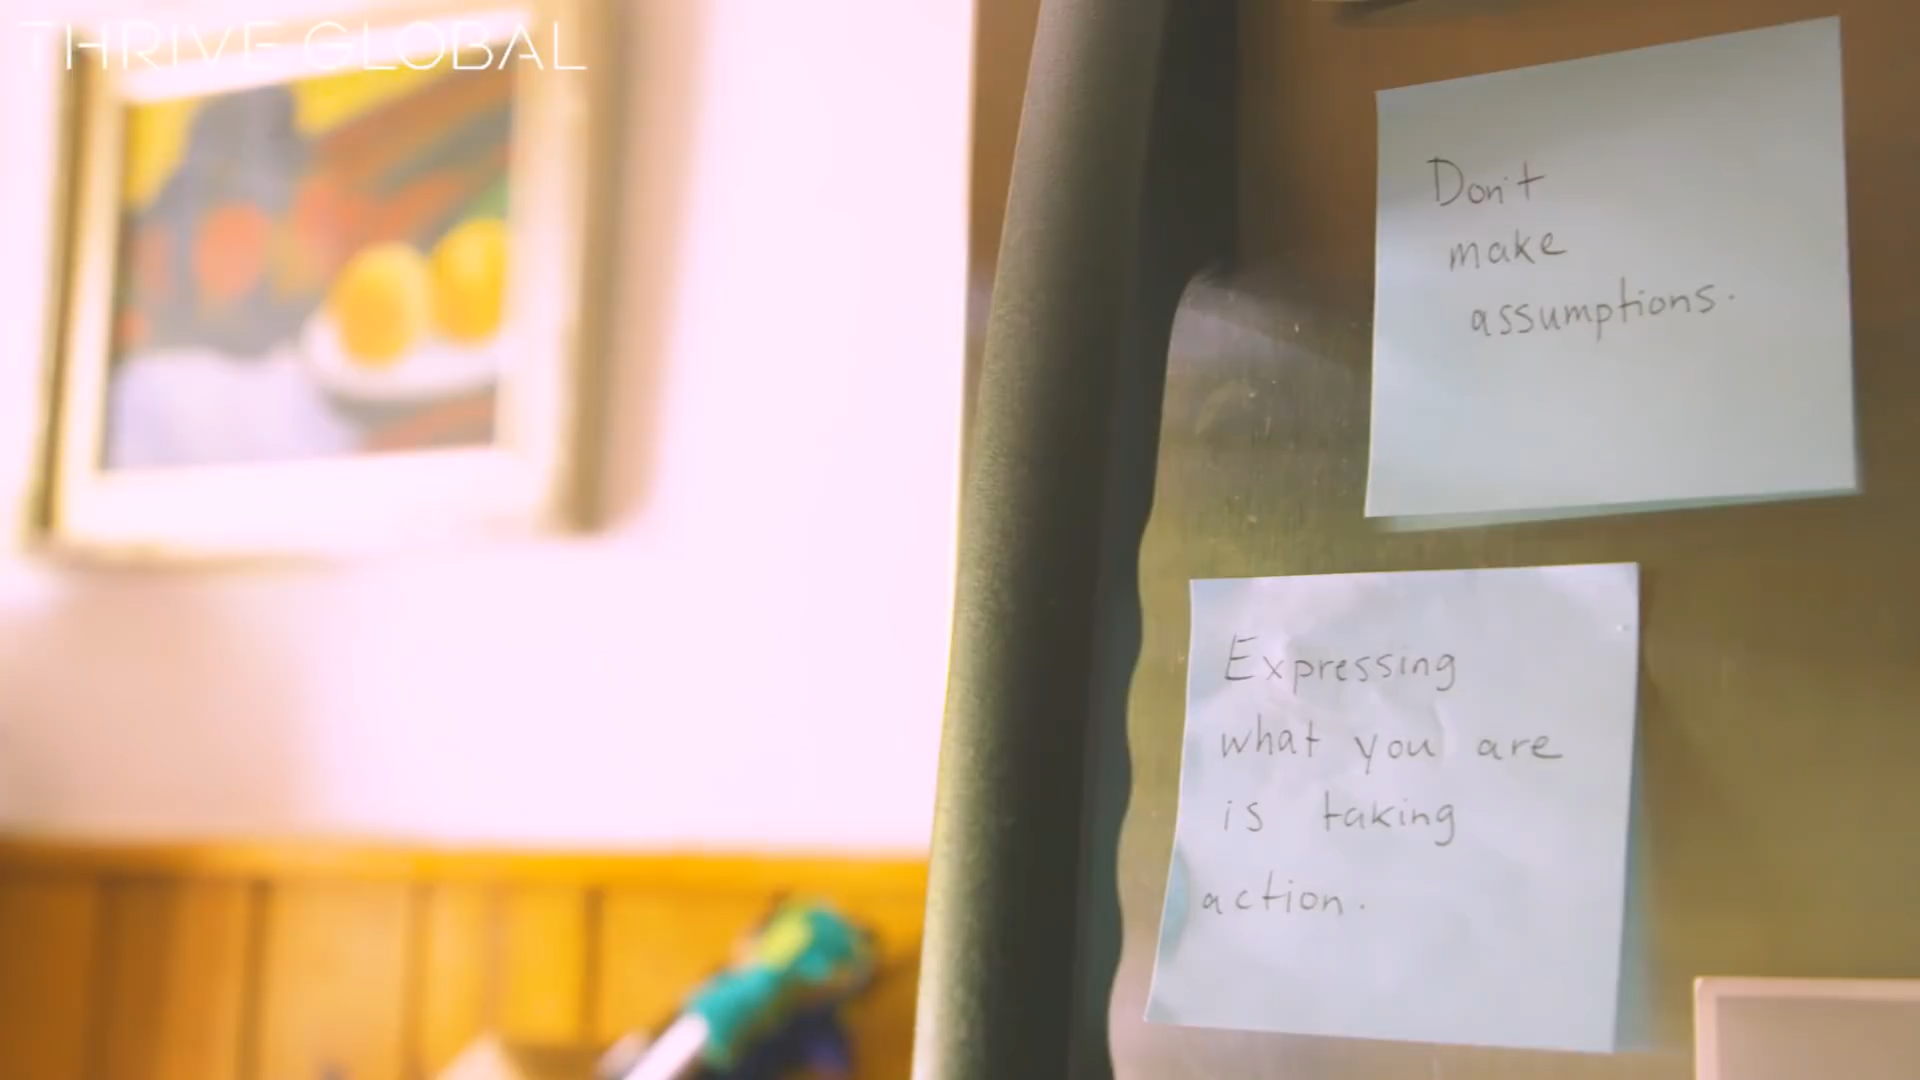 THRIVE GLOBAL
Don't
make
assumptions.
Expressing
what you are
is taking
action.